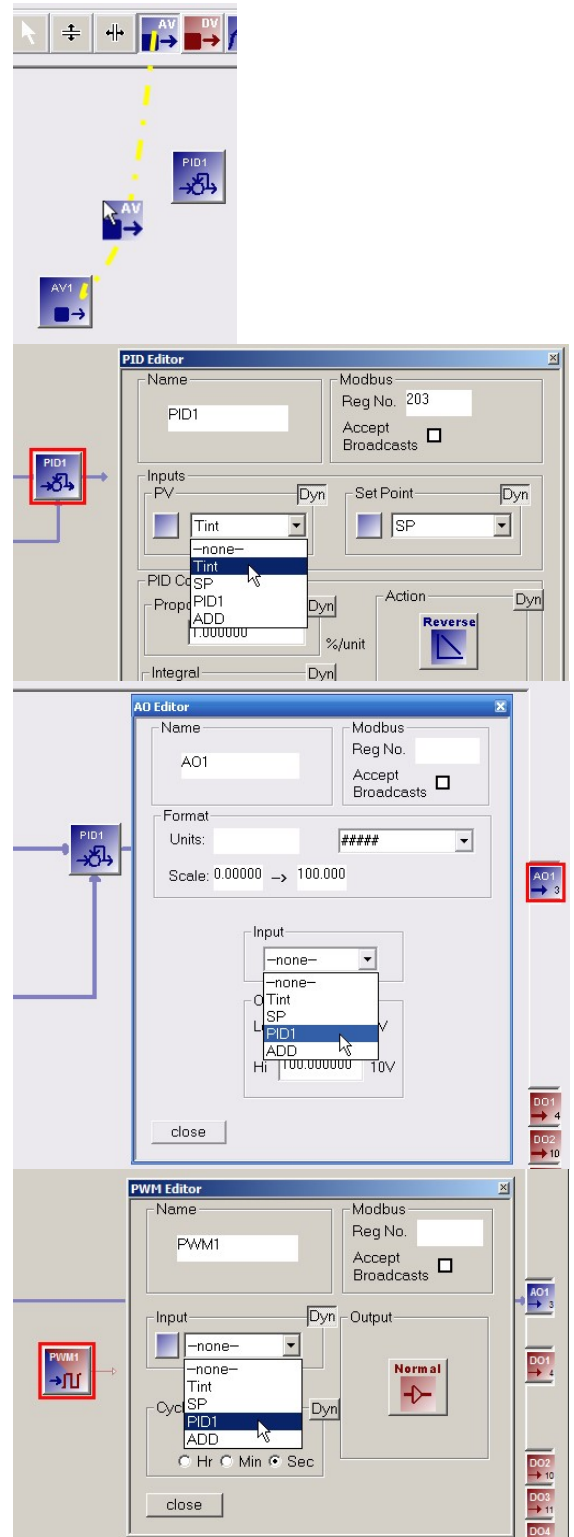 AV DV
PID1
AV
AV1
PID Editor
Name
PID1
Modbus
Reg No. 203
Accept
Broadcasts
PID1
Inputs
PV Dyn
Tint
Set Point Dyn
SP
–none–
Tint
SP
PID1
ADD
PID Co
Propo Dyn
1.000000
%/unit
Action Dyn
Reverse
Integral Dyn
AO Editor
Name
AO1
Modbus
Reg No.
Accept
Broadcasts
Format
Units: #####
Scale: 0.00000 –> 100.000
PID1
AO1
3
Input
–none–
–none–
Tint
SP
PID1
ADD
Hi 100.000000 10V
close
DO1
4
DO2
10
PWM Editor
Name
PWM1
Modbus
Reg No.
Accept
Broadcasts
AO1
3
Input Dyn
–none–
Output
Normal
PWM1
–none–
Tint
SP
PID1
ADD
Cyc Dyn
Hr Min Sec
close
DO1
4
DO2
10
DO3
11
DO4